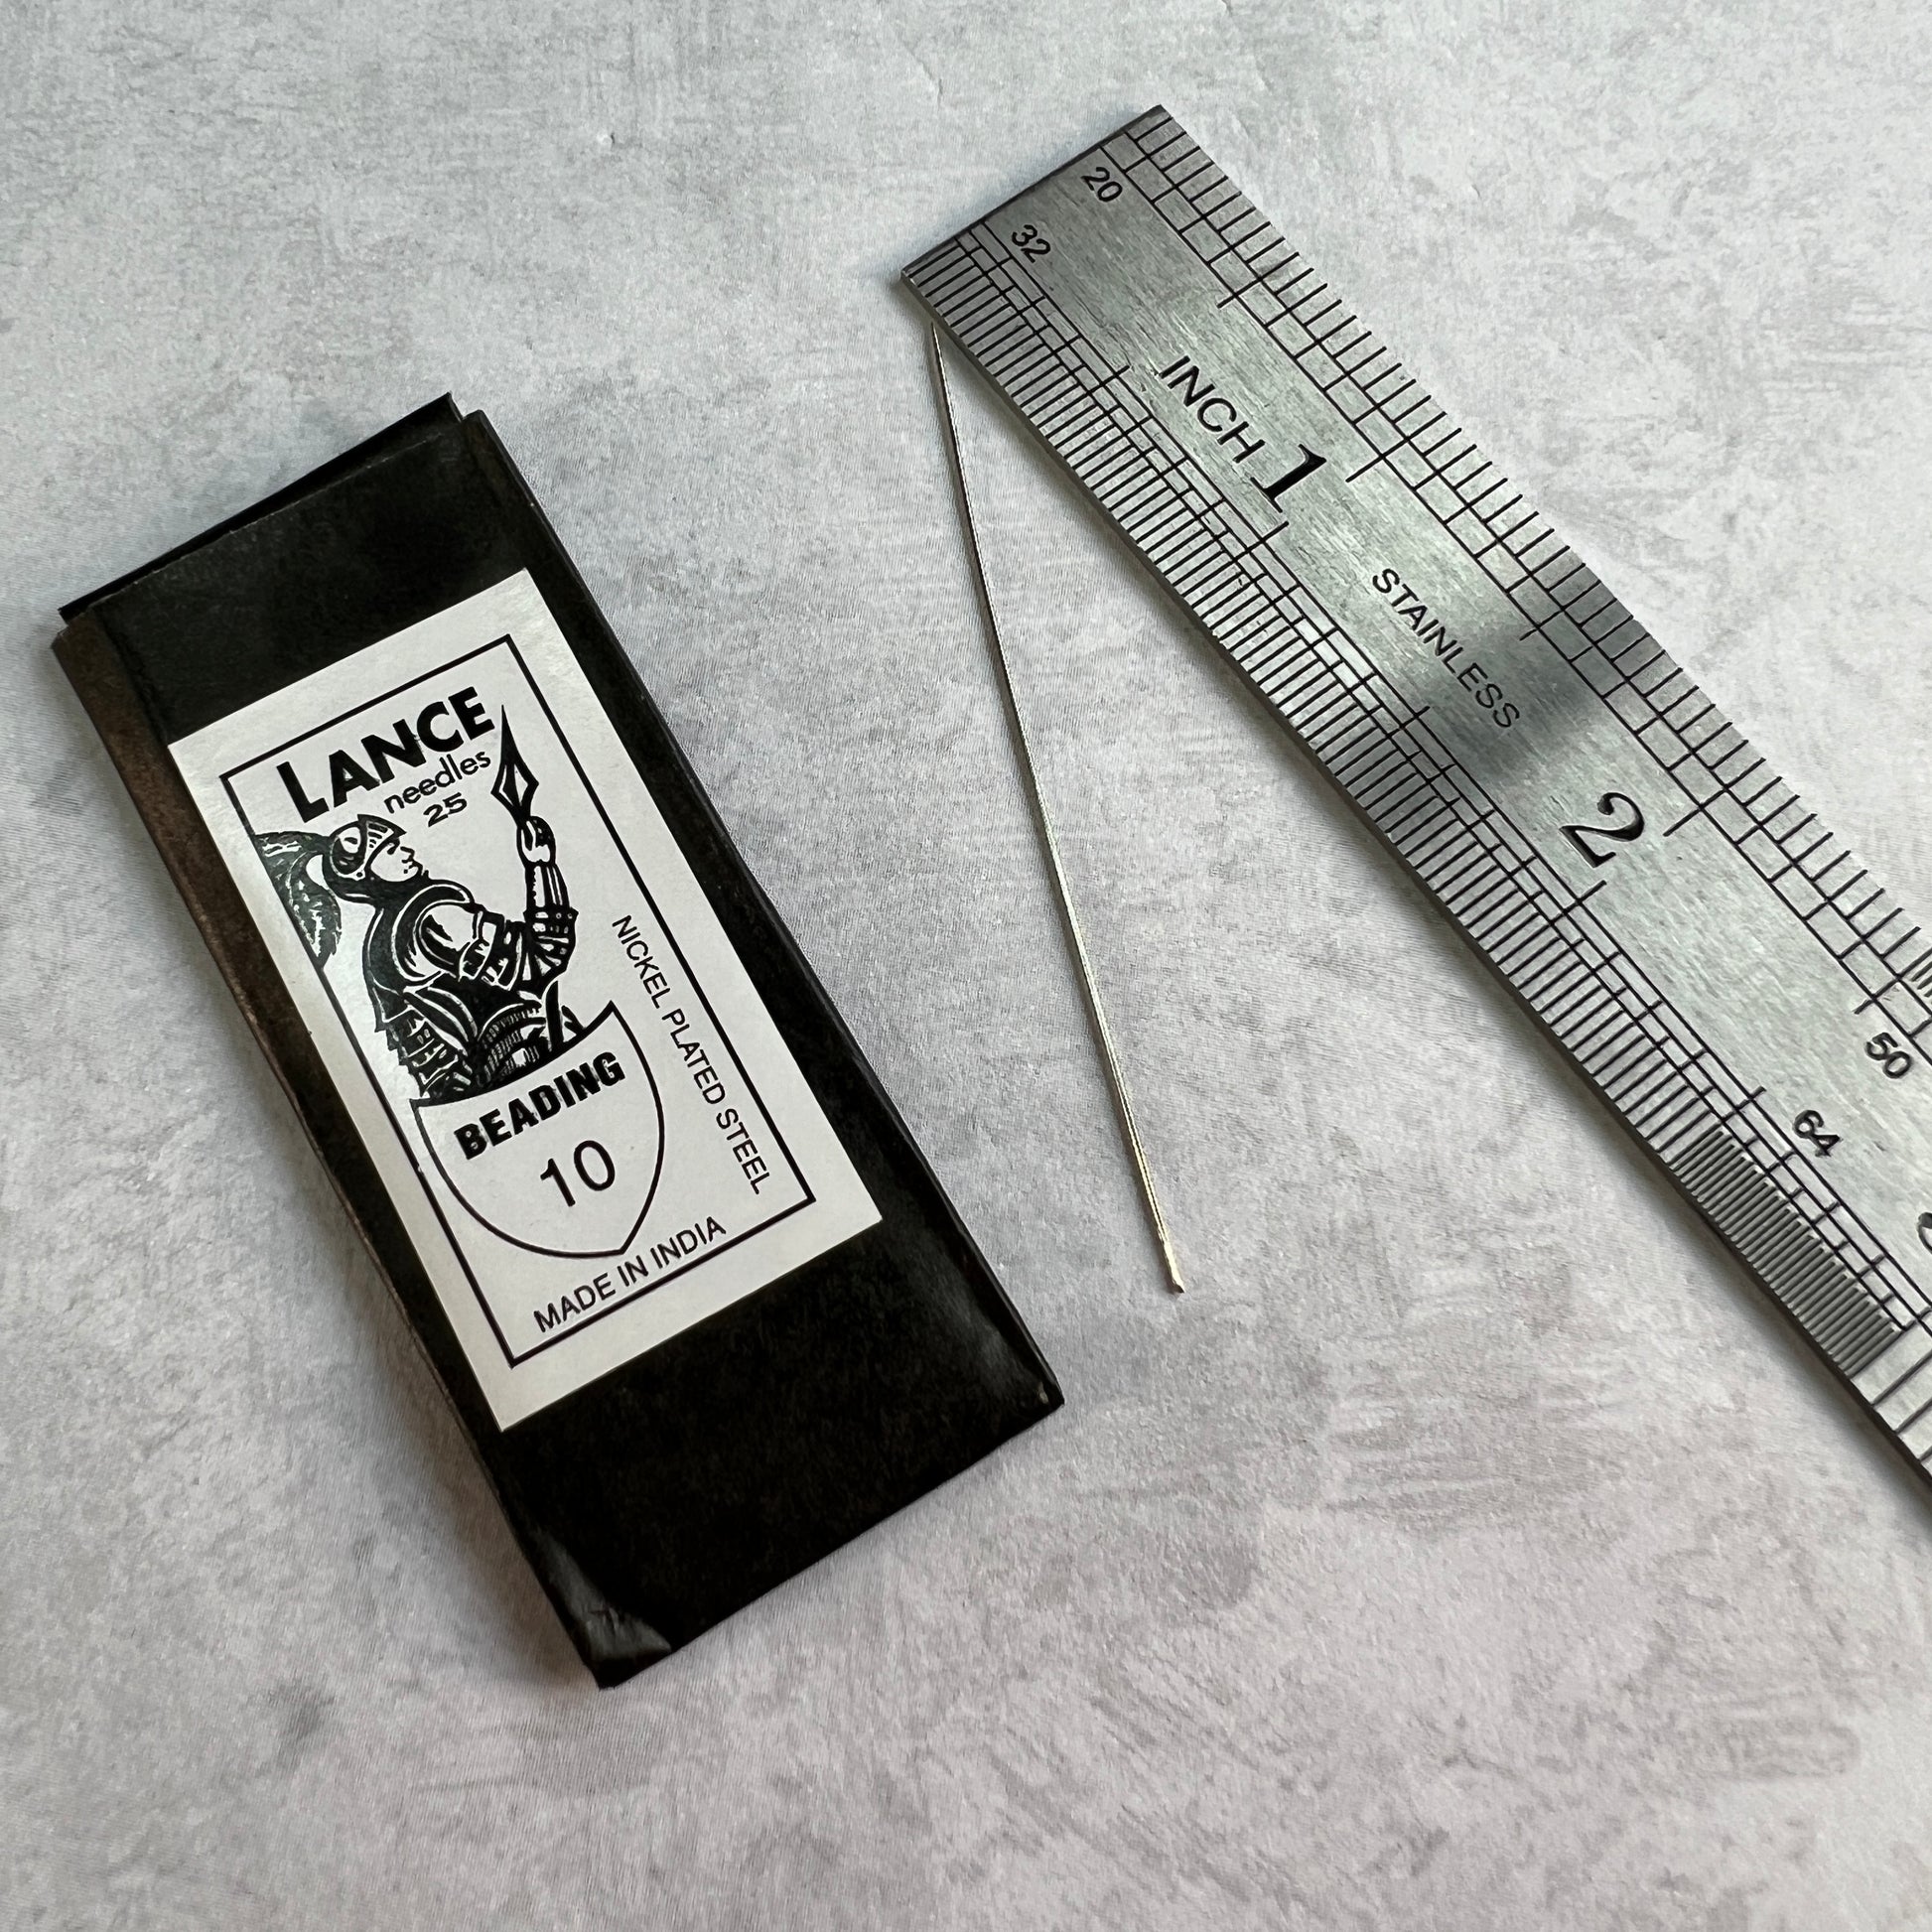 LANCE
needles
25
NICKEL PLATED STEEL
BEADING
10
MADE IN INDIA
20
32
INCH 1
STAINLESS
2
50
64